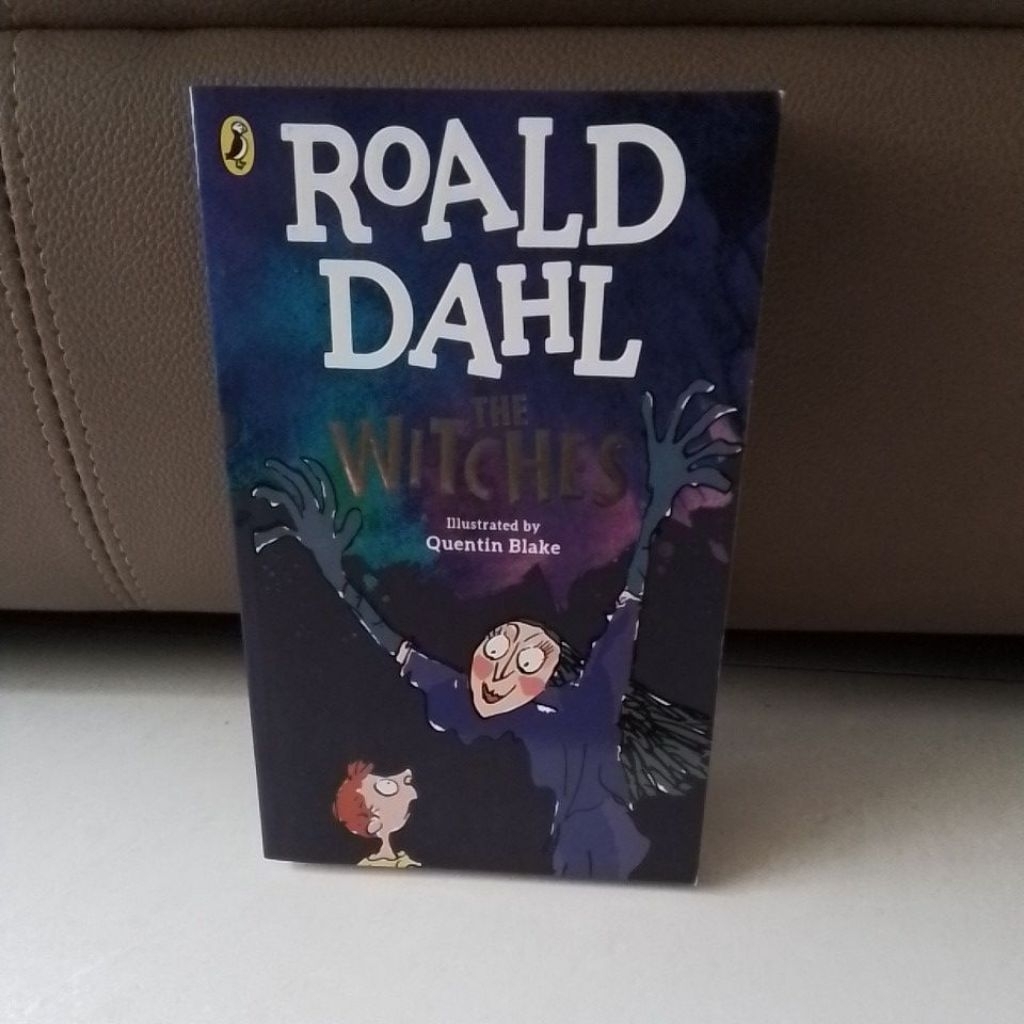 ROALD
DAHL
THE
WITCHES
Illustrated by
Quentin Blake